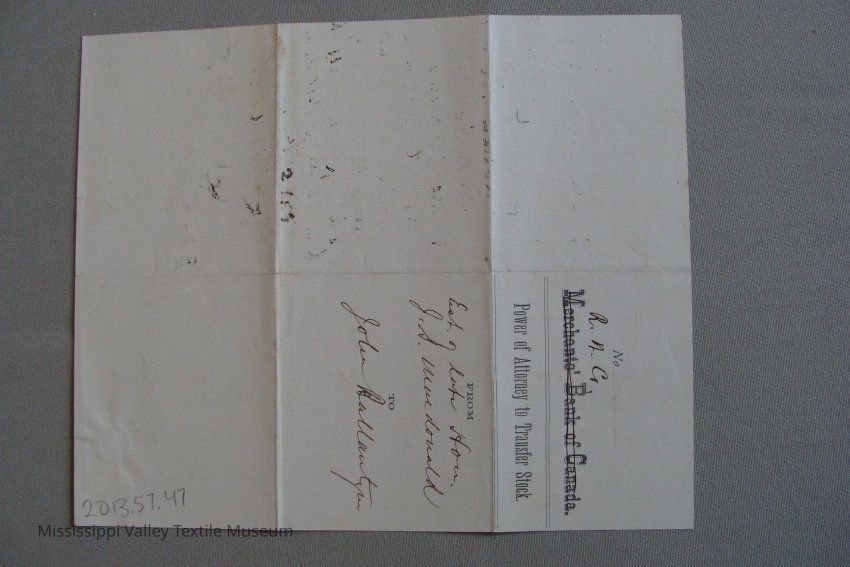 No.
R. W. Co
Merchants' Bank of Canada.
Power of Attorney to Transfer Stock.
FROM
Est. of late Hon.
J. S. Macdonald
TO
John Ballantyne
2013.57.47
Mississippi Valley Textile Museum